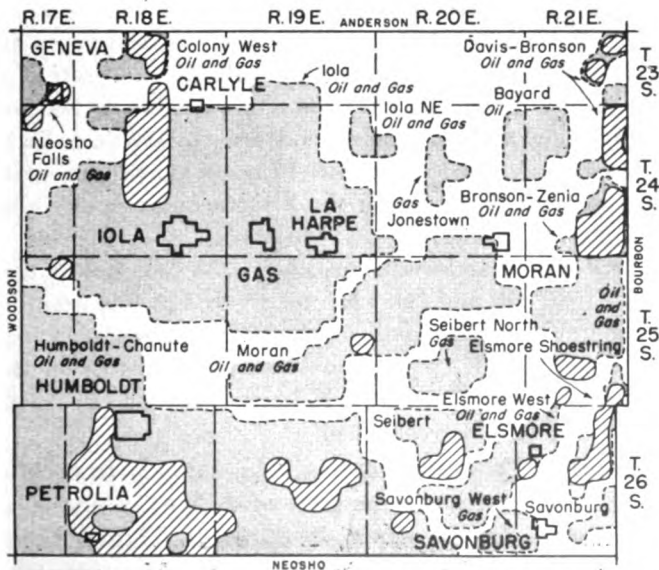 R.17E. R.18 E. R.19 E. R.20 E. R.21 E.
ANDERSON
GENEVA
Colony West
Oil and Gas
CARLYLE
Iola
Oil and Gas
Davis-Bronson
Oil and Gas
Bayard
Oil
T.
23
S.
Neosho
Falls
Oil and Gas
Iola NE
Oil and Gas
Gas
Jonestown
Bronson-Zenia
Oil and Gas
T.
24
S.
IOLA
LA
HARPE
GAS
MORAN
WOODSON
BOURBON
Oil
and
Gas
Humboldt-Chanute
Oil and Gas
HUMBOLDT
Moran
Oil and Gas
Seibert North
Gas
Elsmore Shoestring
T.
25
S.
Elsmore West
Oil and Gas
ELSMORE
Seibert
PETROLIA
Savonburg West
Gas
Savonburg
SAVONBURG
T.
26
S.
NEOSHO